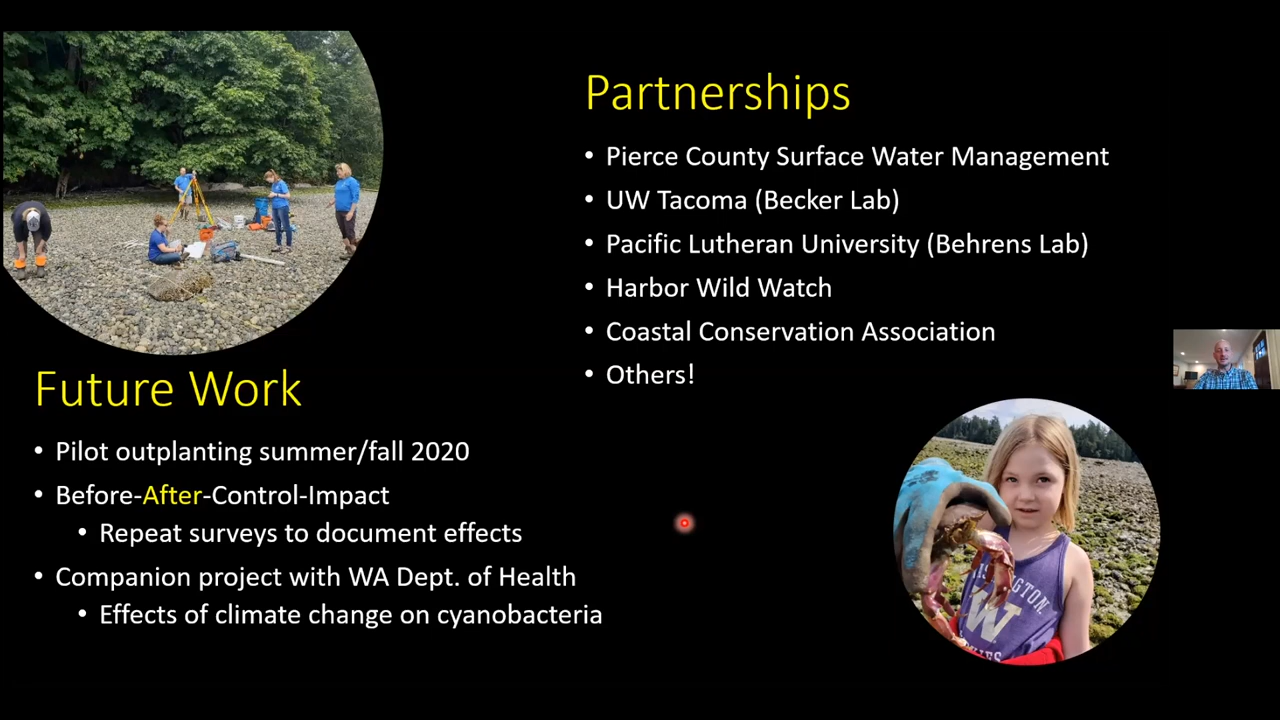 Partnerships
• Pierce County Surface Water Management
• UW Tacoma (Becker Lab)
• Pacific Lutheran University (Behrens Lab)
• Harbor Wild Watch
• Coastal Conservation Association
• Others!
Future Work
• Pilot outplanting summer/fall 2020
• Before-After-Control-Impact
• Repeat surveys to document effects
• Companion project with WA Dept. of Health
• Effects of climate change on cyanobacteria
W